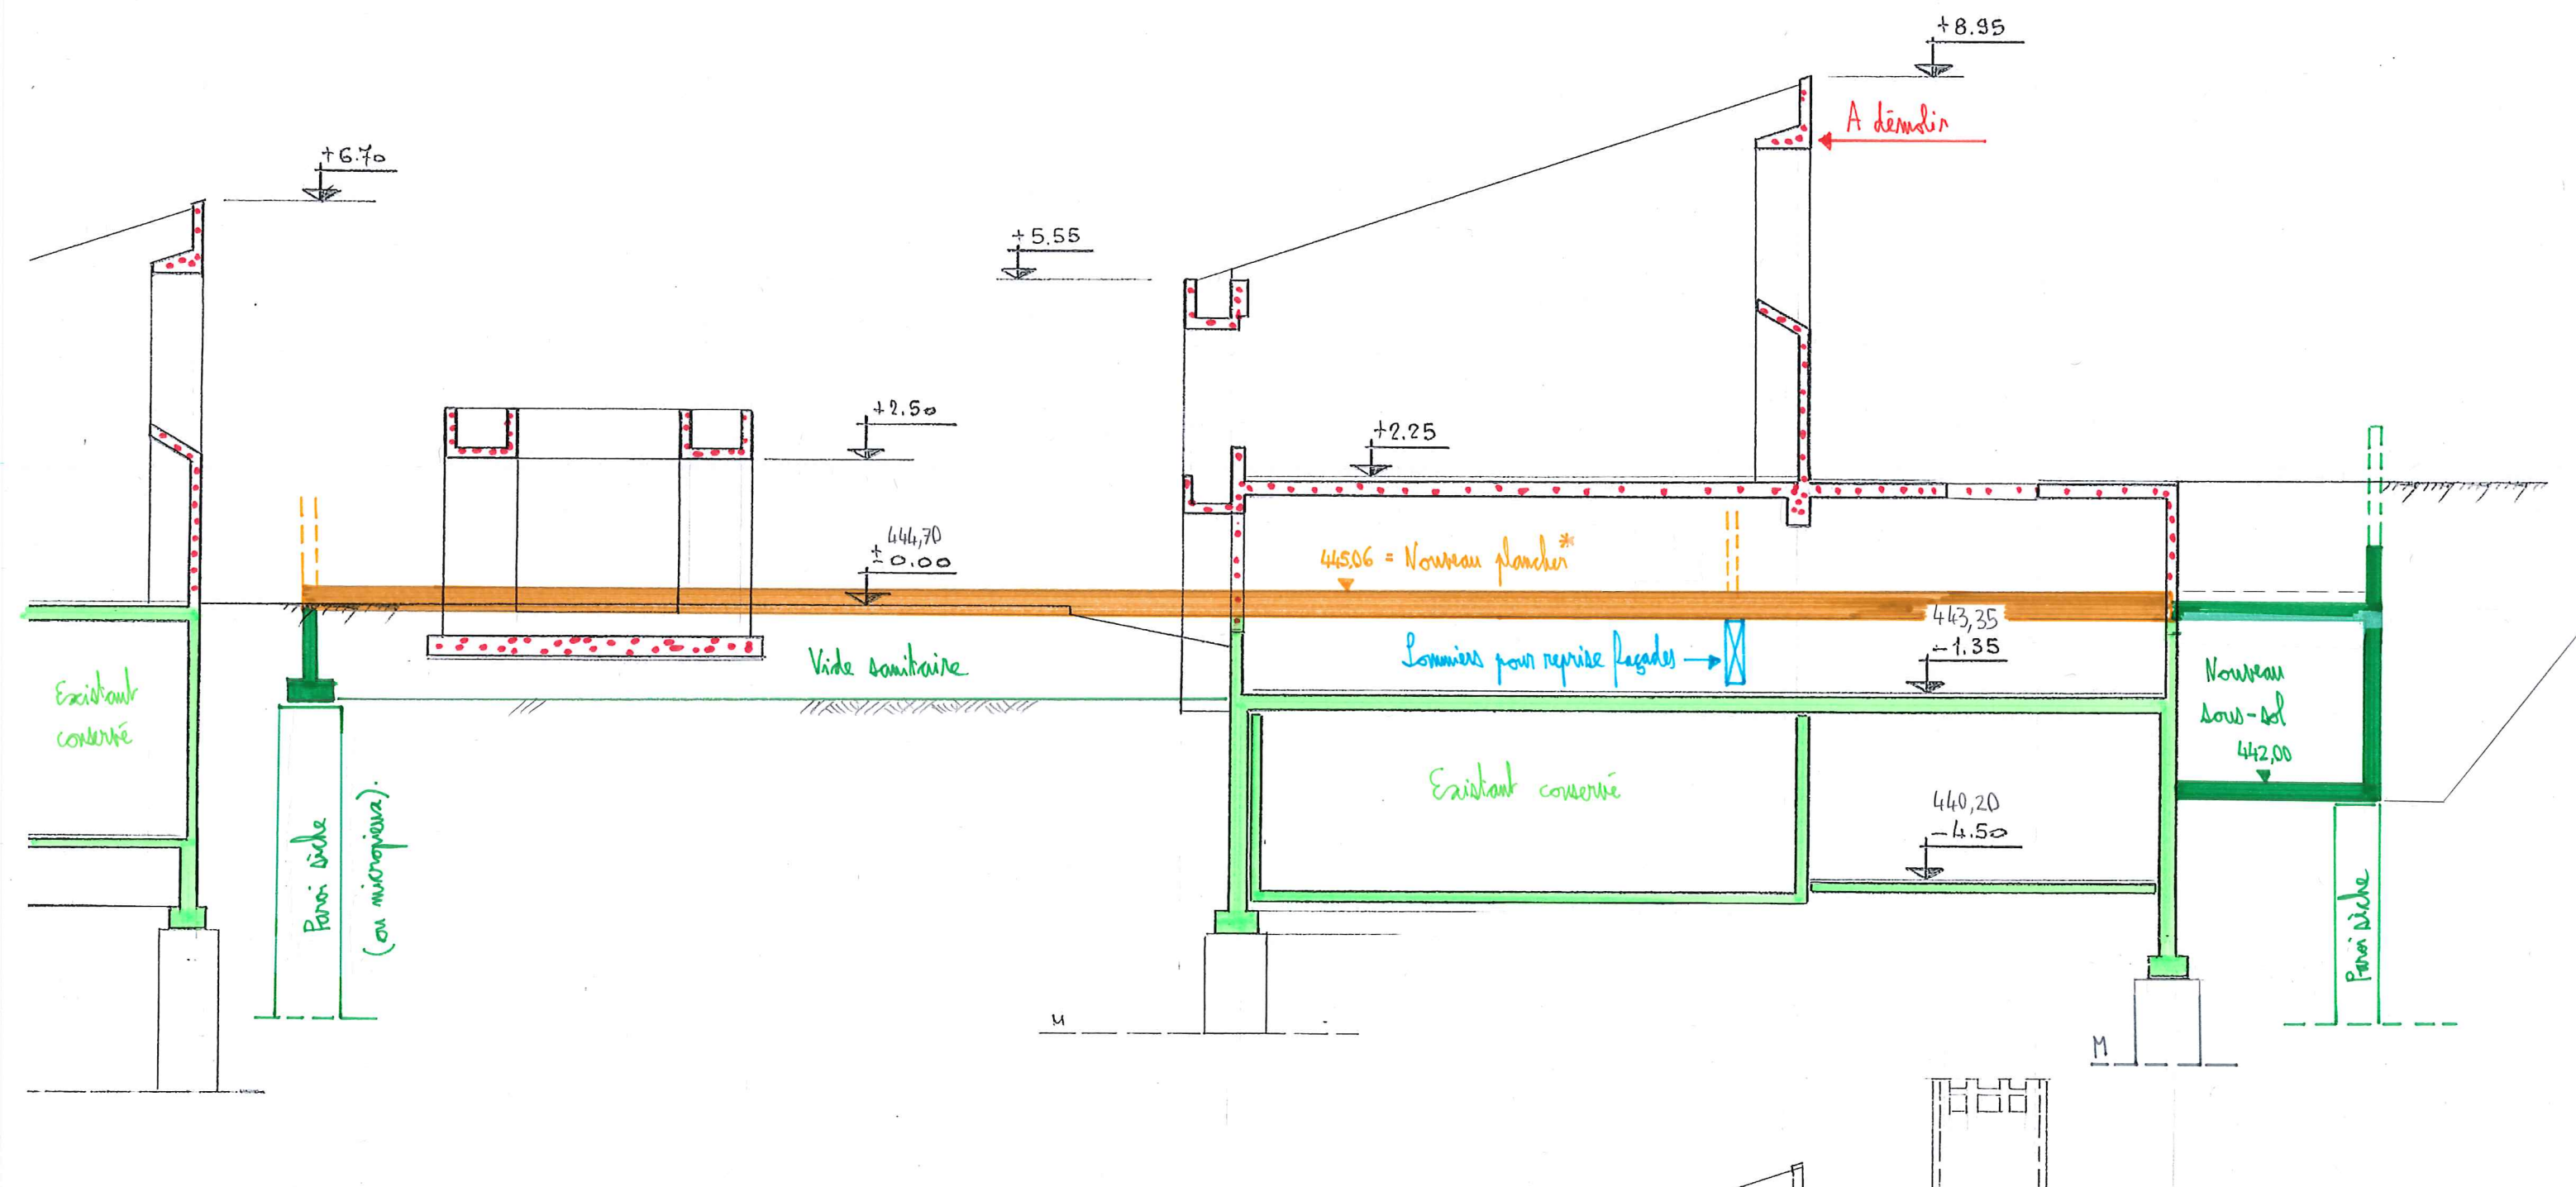 +8.95
A démolir
+6.70
+5.55
+2.50
+2.25
444,70
±0.00
445,06 = Nouveau plancher*
443,35
-1.35
Vide sanitaire
Sommiers pour reprise façades
Existant
conservé
Nouveau
sous-sol
442,00
Existant conservé
440,20
-4.50
Paroi sèche
(ou micropieux).
Paroi sèche
M
M